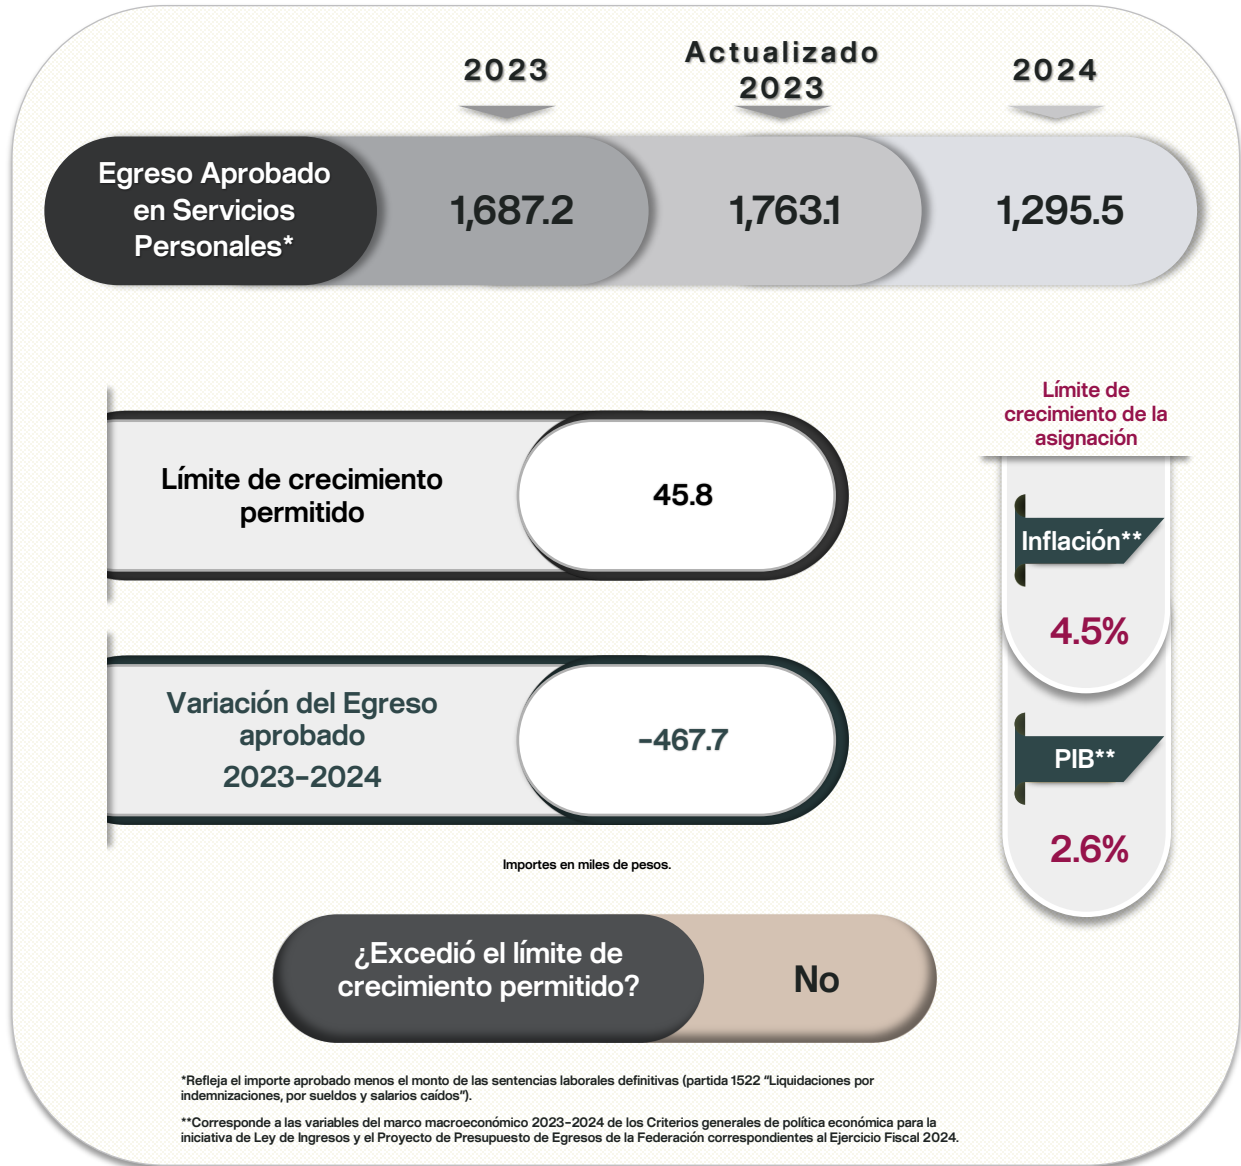 2023
Actualizado
2023
2024
Egreso Aprobado
en Servicios
Personales*
1,687.2
1,763.1
1,295.5
Límite de
crecimiento de la
asignación
Límite de crecimiento
permitido
45.8
Inflación**
4.5%
Variación del Egreso
aprobado
2023-2024
-467.7
PIB**
2.6%
Importes en miles de pesos.
¿Excedió el límite de
crecimiento permitido?
No
*Refleja el importe aprobado menos el monto de las sentencias laborales definitivas (partida 1522 "Liquidaciones por
indemnizaciones, por sueldos y salarios caídos").
**Corresponde a las variables del marco macroeconómico 2023-2024 de los Criterios generales de política económica para la
iniciativa de Ley de Ingresos y el Proyecto de Presupuesto de Egresos de la Federación correspondientes al Ejercicio Fiscal 2024.